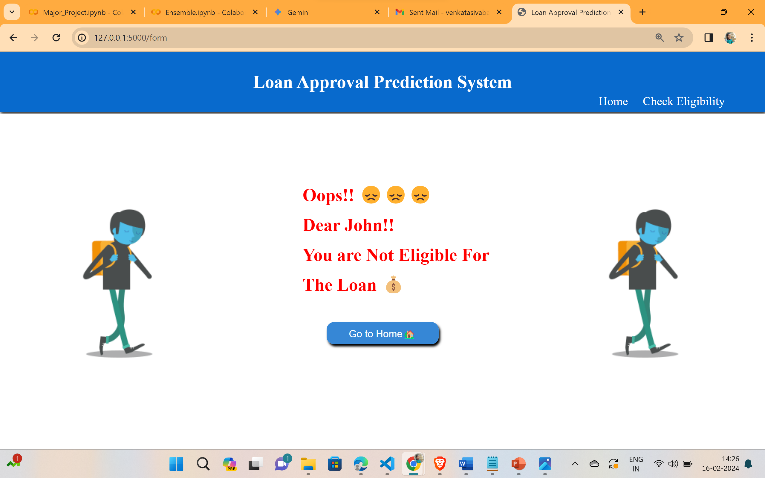 Major_Project.ipynb - Co
Ensemble.ipynb - Colabo
Gemini
Sent Mail - venkatasivab
Loan Approval Prediction
127.0.0.1:5000/form
Loan Approval Prediction System
Home Check Eligibility
Oops!! 😞 😞 😞
Dear John!!
You are Not Eligible For
The Loan 💰
Go to Home 🏡
ENG
IN
14:26
16-02-2024